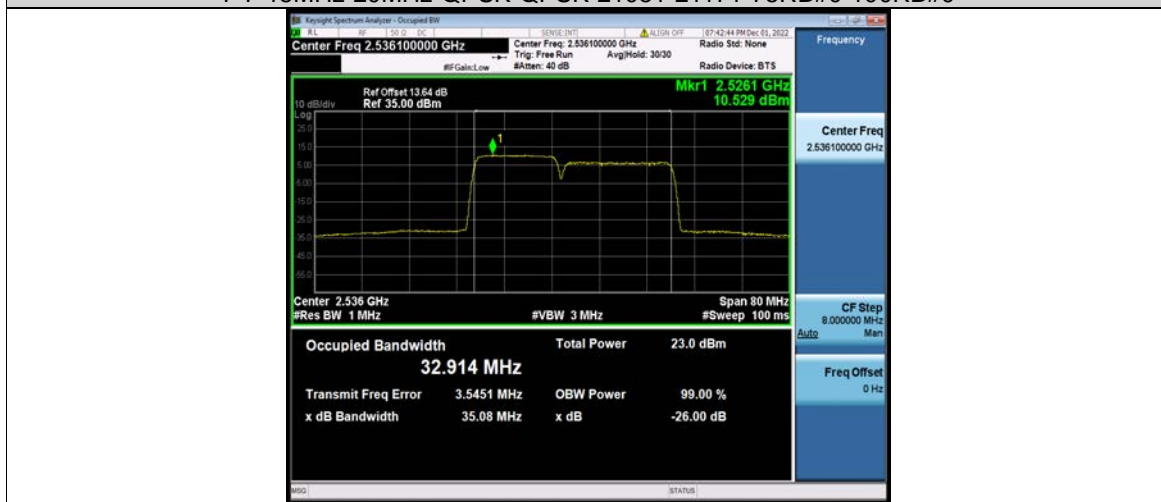 Keysight Spectrum Analyzer - Occupied BW
RL RF 50 Ω DC SENSE:INT ALIGN OFF 07:42:44 PM Dec 01, 2022
Center Freq 2.536100000 GHz Center Freq: 2.536100000 GHz Radio Std: None
Trig: Free Run Avg|Hold: 30/30
#IFGain:Low #Atten: 40 dB Radio Device: BTS
Frequency
Mkr1 2.5261 GHz
10.529 dBm
Ref Offset 13.64 dB
10 dB/div Ref 35.00 dBm
Log
25.0
15.0
5.00
-5.00
-15.0
-25.0
-35.0
-45.0
-55.0
1
Center Freq
2.536100000 GHz
Center 2.536 GHz Span 80 MHz
#Res BW 1 MHz #VBW 3 MHz #Sweep 100 ms
CF Step
8.000000 MHz
Auto Man
Occupied Bandwidth Total Power 23.0 dBm
32.914 MHz
Transmit Freq Error 3.5451 MHz OBW Power 99.00 %
x dB Bandwidth 35.08 MHz x dB -26.00 dB
Freq Offset
0 Hz
MSG STATUS